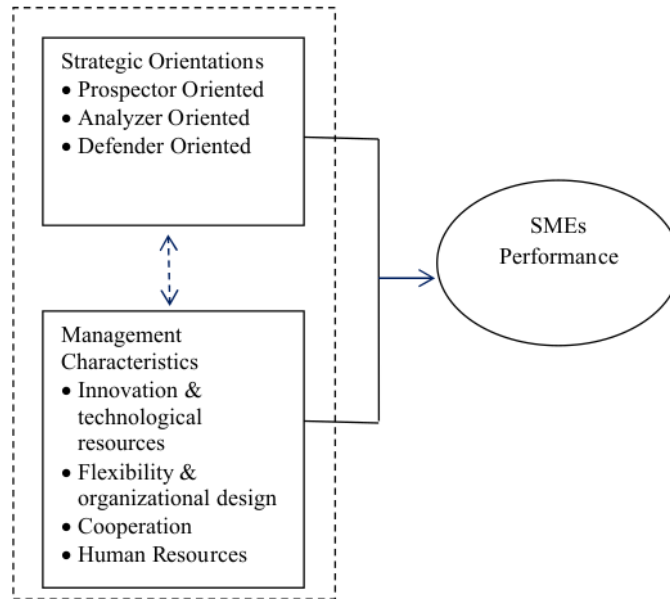 Strategic Orientations
• Prospector Oriented
• Analyzer Oriented
• Defender Oriented
SMEs
Performance
Management
Characteristics
• Innovation &
technological
resources
• Flexibility &
organizational design
• Cooperation
• Human Resources